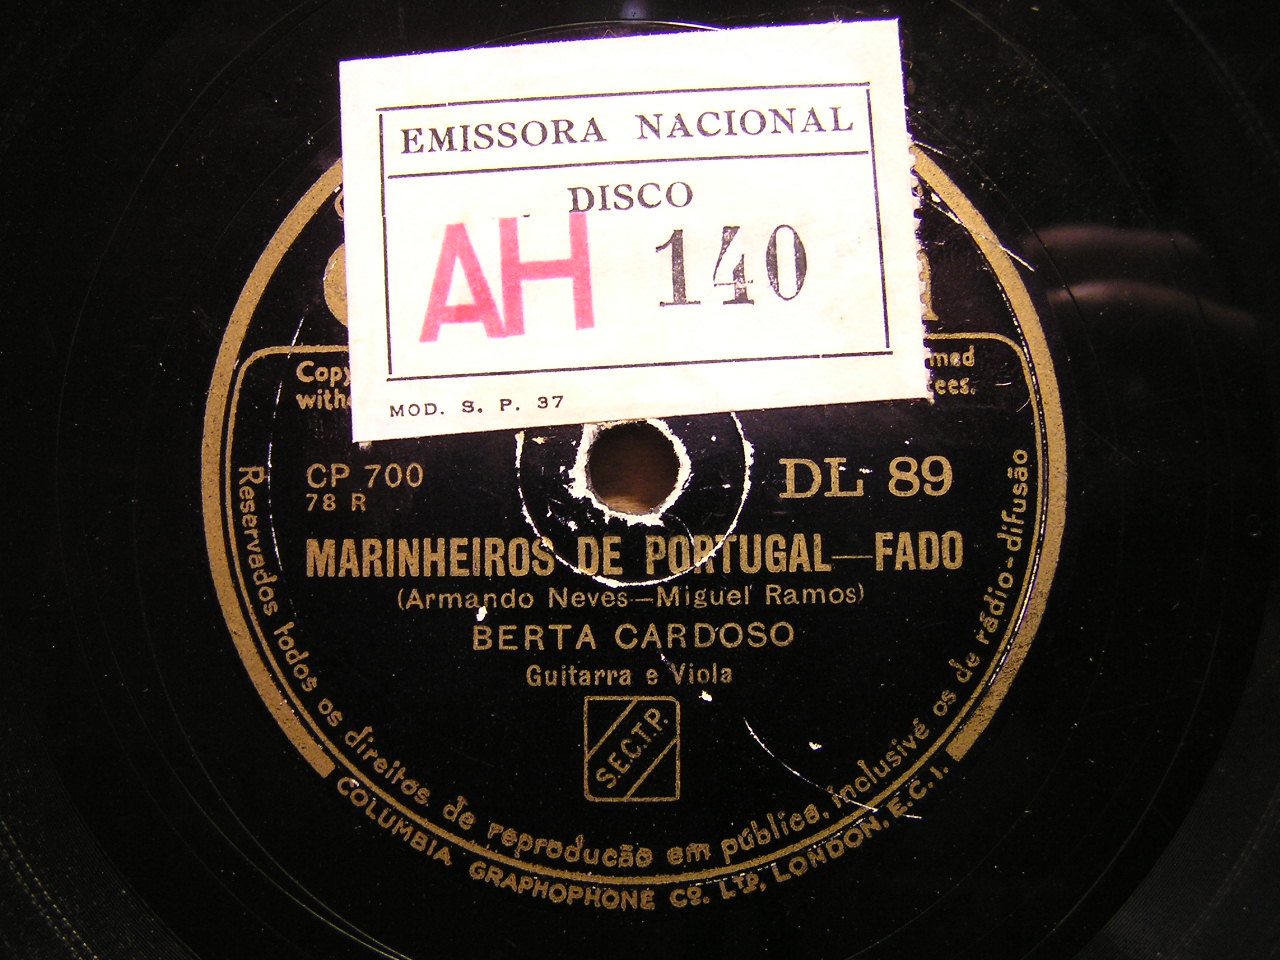 EMISSORA NACIONAL
DISCO
AH 140
MOD. S. P. 37
CP 700
78 R
DL 89
MARINHEIROS DE PORTUGAL—FADO
(Armando Neves—Miguel Ramos)
BERTA CARDOSO
Guitarra e Viola
S.E.C.T.P.
Reservados todos os direitos de reprodução em pública, inclusivé os de rádio-difusão
COLUMBIA GRAPHOPHONE Co. LTD, LONDON. E.C.1.